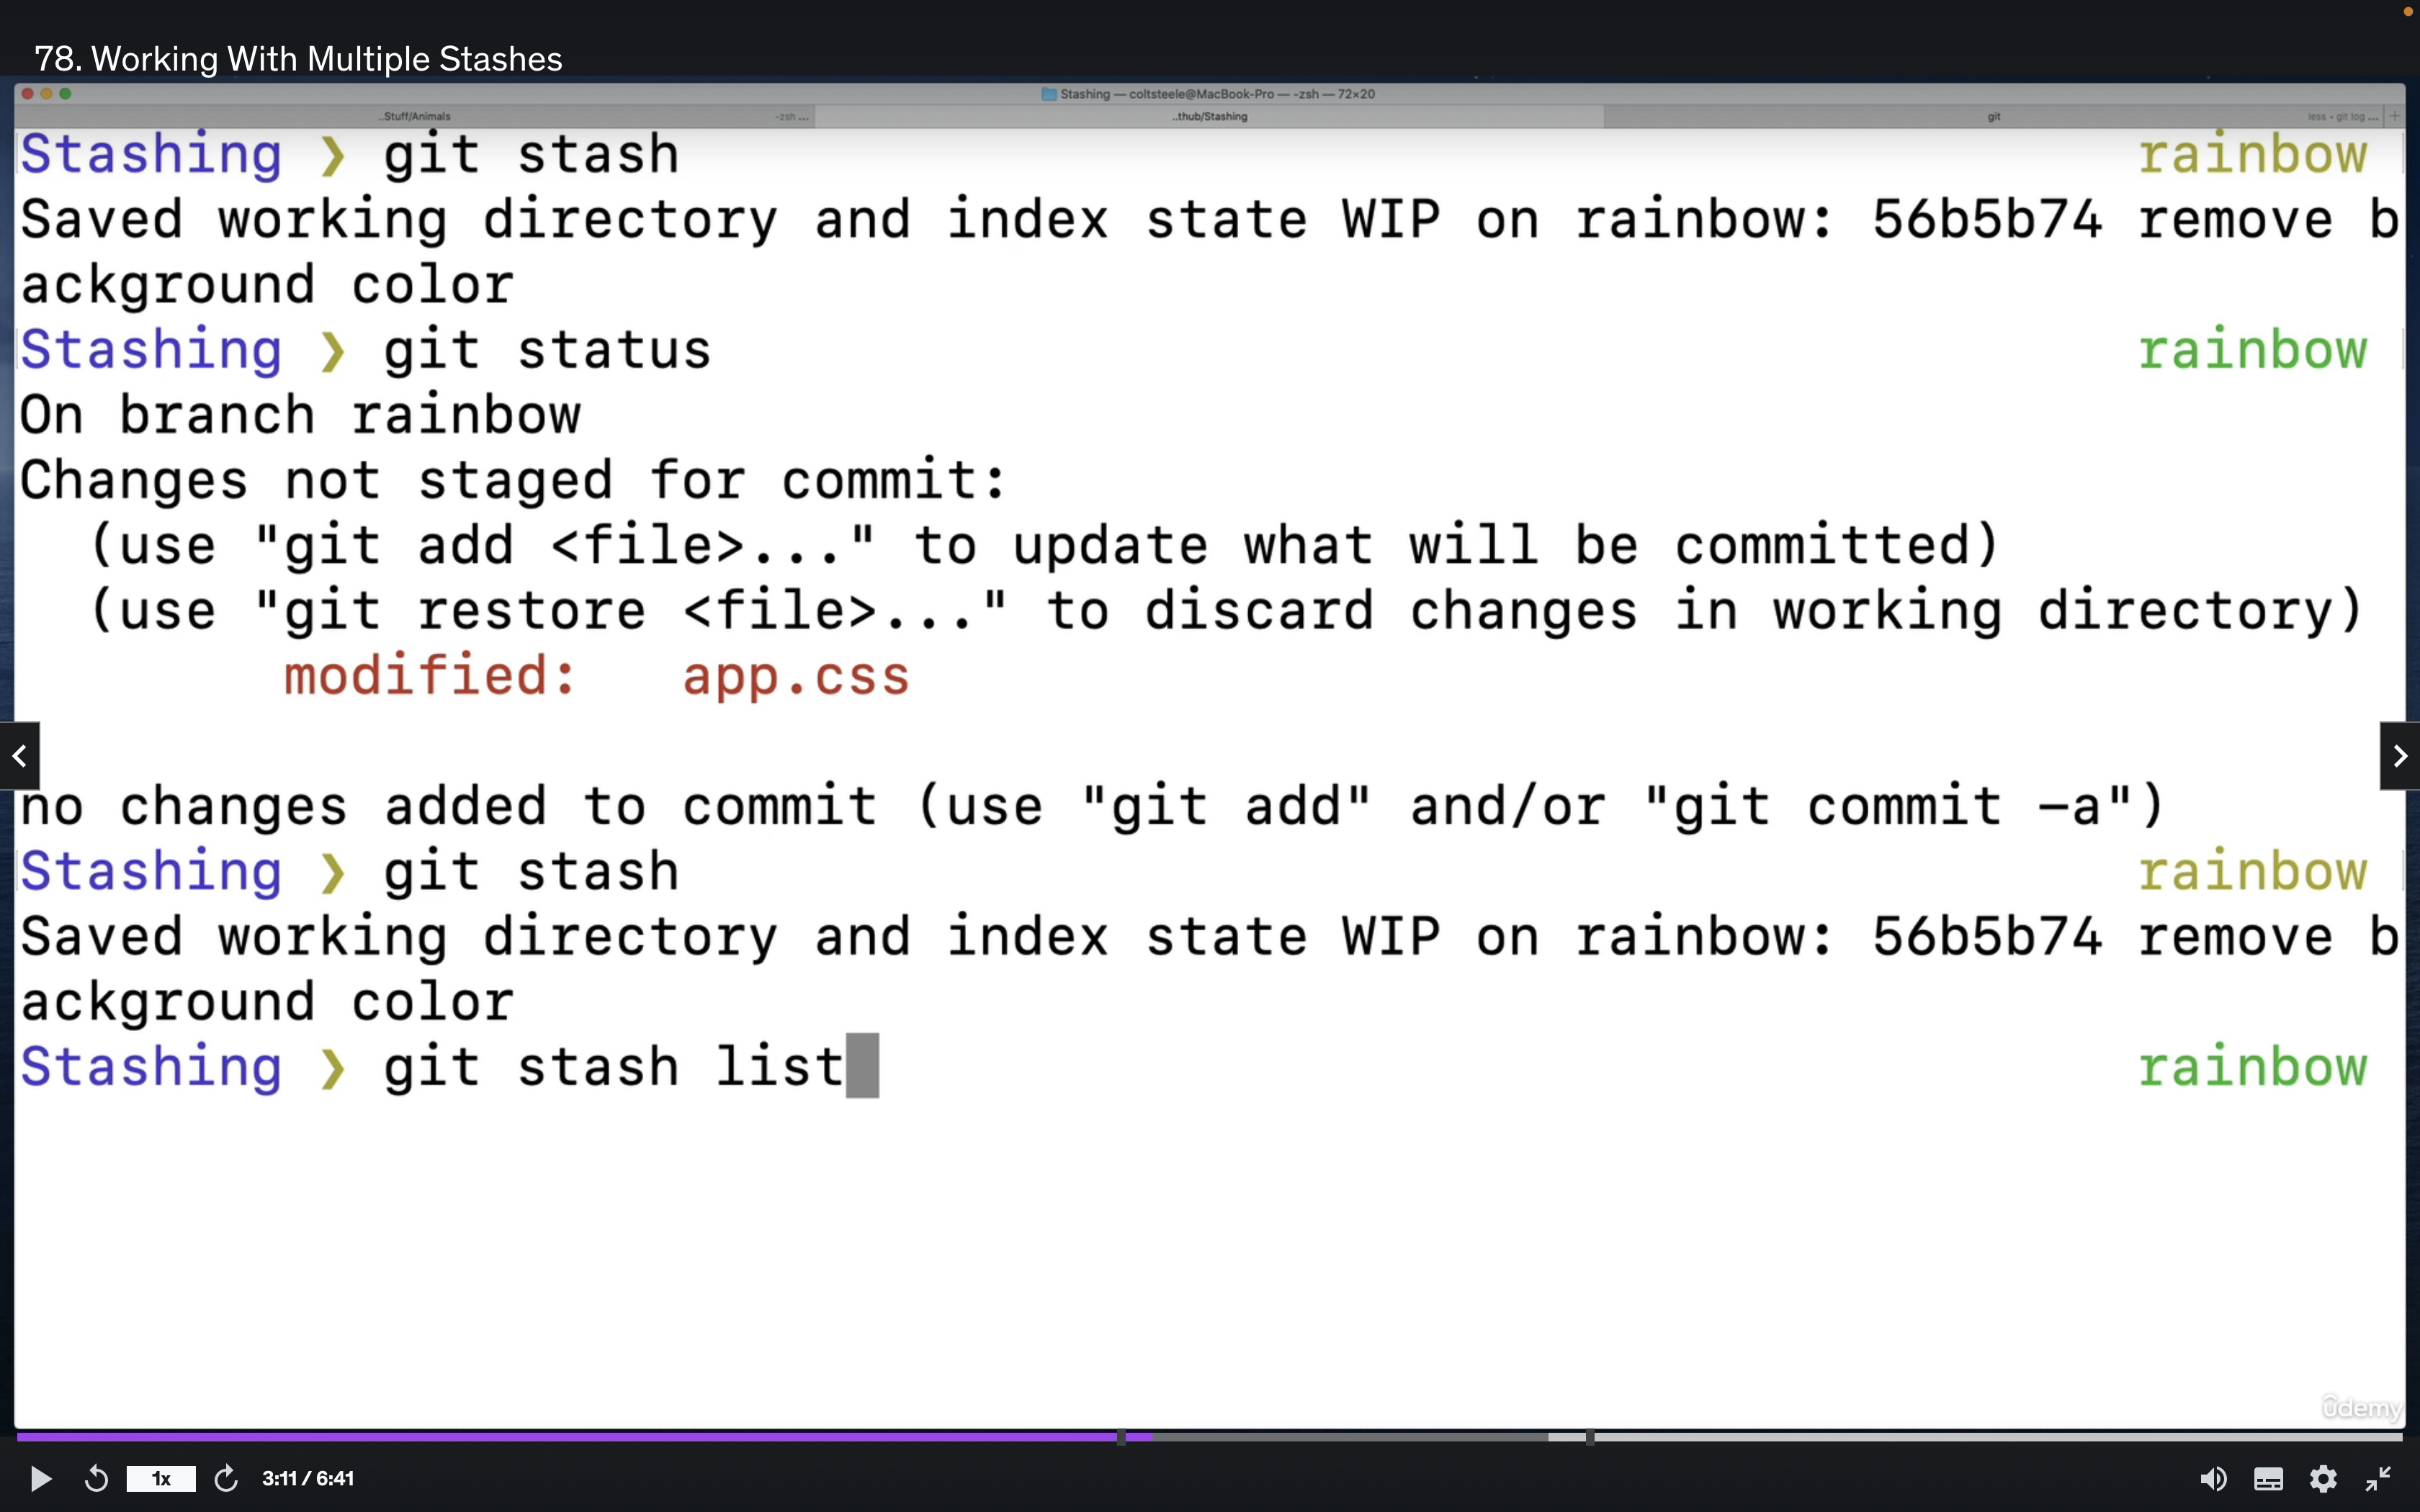 78. Working With Multiple Stashes
Stashing — coltsteele@MacBook-Pro — -zsh — 72×20
..Stuff/Animals -zsh ... ..thub/Stashing git less • git log ... +
Stashing ❯ git stash rainbow
Saved working directory and index state WIP on rainbow: 56b5b74 remove b
ackground color
Stashing ❯ git status rainbow
On branch rainbow
Changes not staged for commit:
(use "git add <file>..." to update what will be committed)
(use "git restore <file>..." to discard changes in working directory)
modified: app.css
no changes added to commit (use "git add" and/or "git commit -a")
Stashing ❯ git stash rainbow
Saved working directory and index state WIP on rainbow: 56b5b74 remove b
ackground color
Stashing ❯ git stash list rainbow
ûdemy
1x 3:11 / 6:41